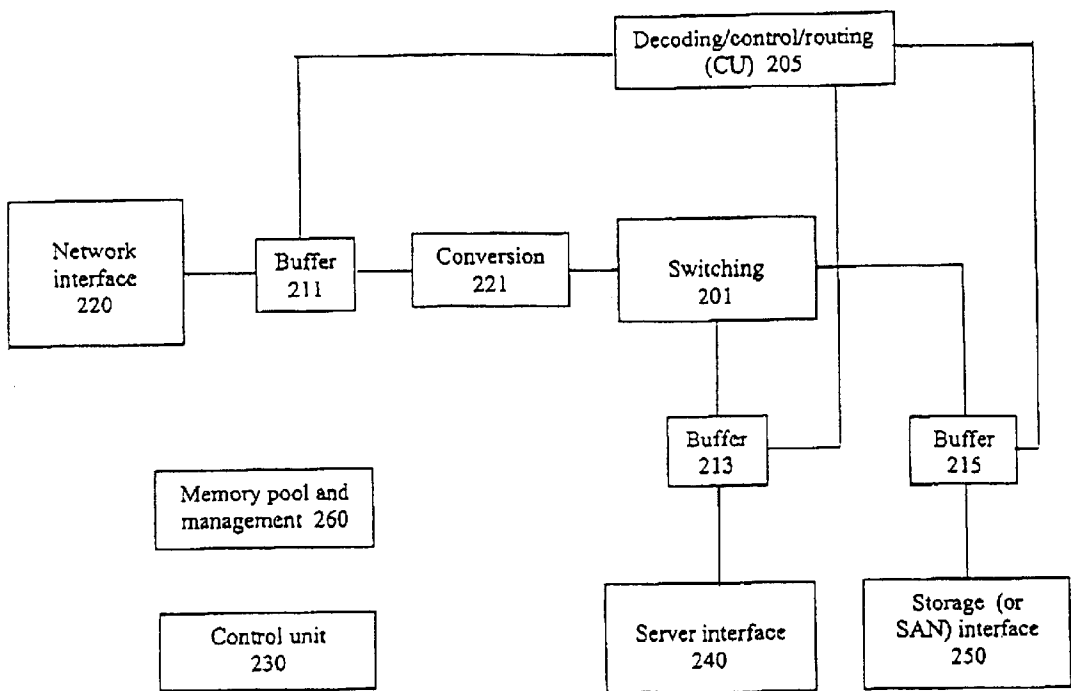 Decoding/control/routing
(CU) 205
Network
interface
220
Buffer
211
Conversion
221
Switching
201
Buffer
213
Buffer
215
Memory pool and
management 260
Control unit
230
Server interface
240
Storage (or
SAN) interface
250